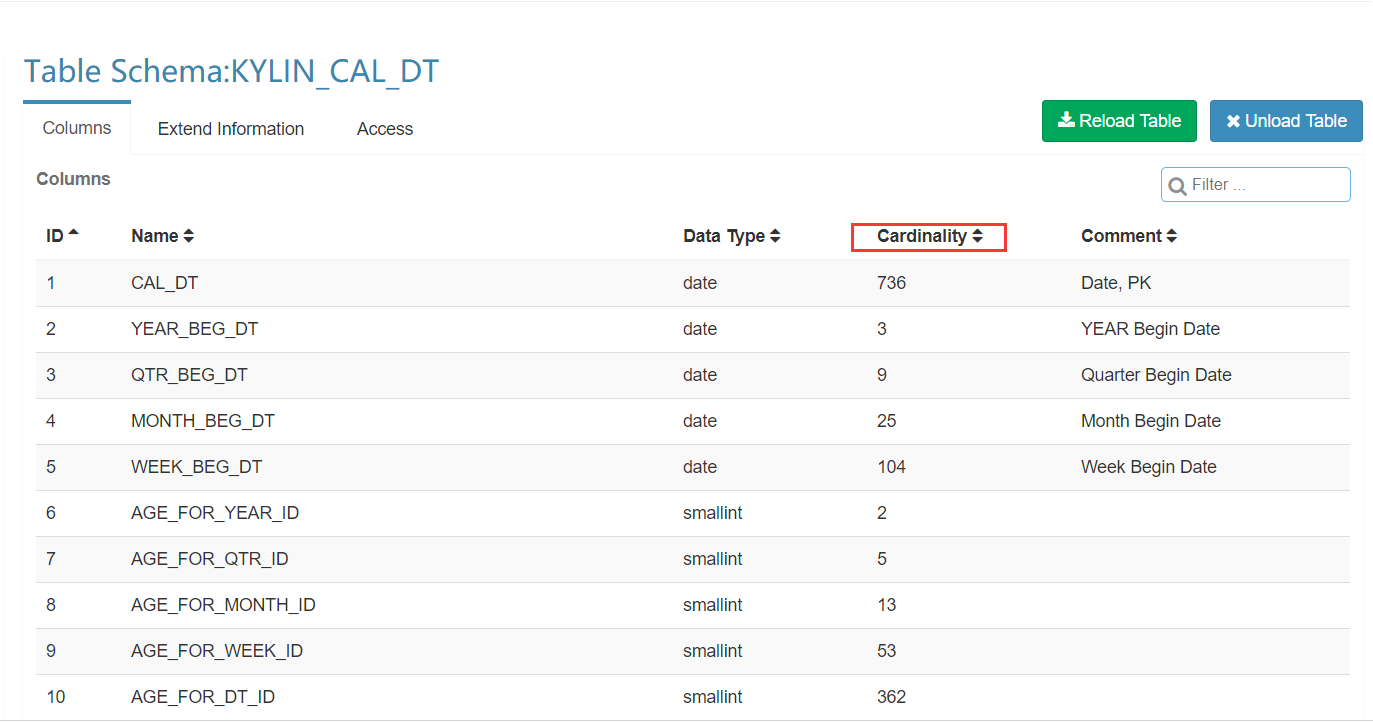 Table Schema:KYLIN_CAL_DT
Columns Extend Information Access Reload Table Unload Table
Columns Filter ...
ID Name Data Type Cardinality Comment
1 CAL_DT date 736 Date, PK
2 YEAR_BEG_DT date 3 YEAR Begin Date
3 QTR_BEG_DT date 9 Quarter Begin Date
4 MONTH_BEG_DT date 25 Month Begin Date
5 WEEK_BEG_DT date 104 Week Begin Date
6 AGE_FOR_YEAR_ID smallint 2
7 AGE_FOR_QTR_ID smallint 5
8 AGE_FOR_MONTH_ID smallint 13
9 AGE_FOR_WEEK_ID smallint 53
10 AGE_FOR_DT_ID smallint 362